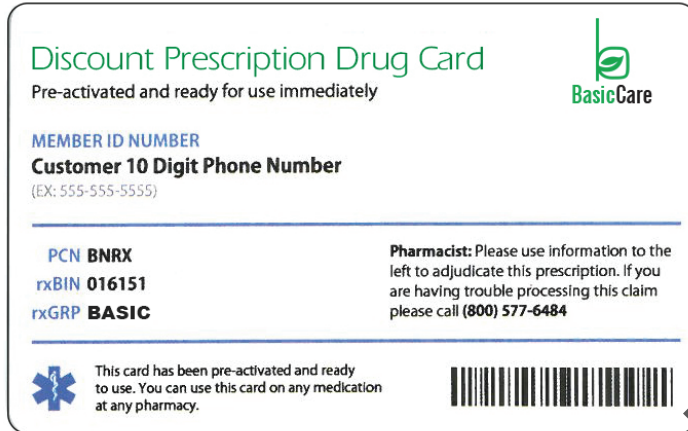 Discount Prescription Drug Card
Pre-activated and ready for use immediately
BasicCare
MEMBER ID NUMBER
Customer 10 Digit Phone Number
(EX: 555-555-5555)
PCN BNRX
rxBIN 016151
rxGRP BASIC
Pharmacist: Please use information to the
left to adjudicate this prescription. If you
are having trouble processing this claim
please call (800) 577-6484
This card has been pre-activated and ready
to use. You can use this card on any medication
at any pharmacy.